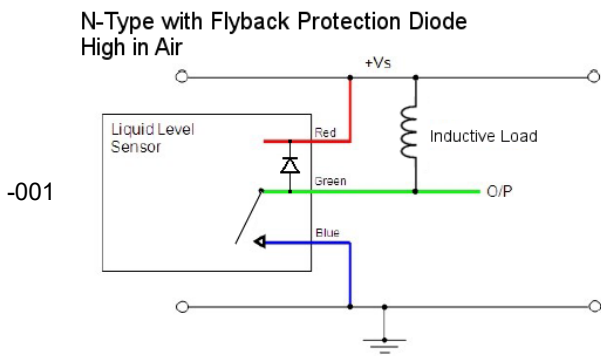 N-Type with Flyback Protection Diode
High in Air
+Vs
Liquid Level
Sensor
Red
Inductive Load
-001
Green
O/P
Blue